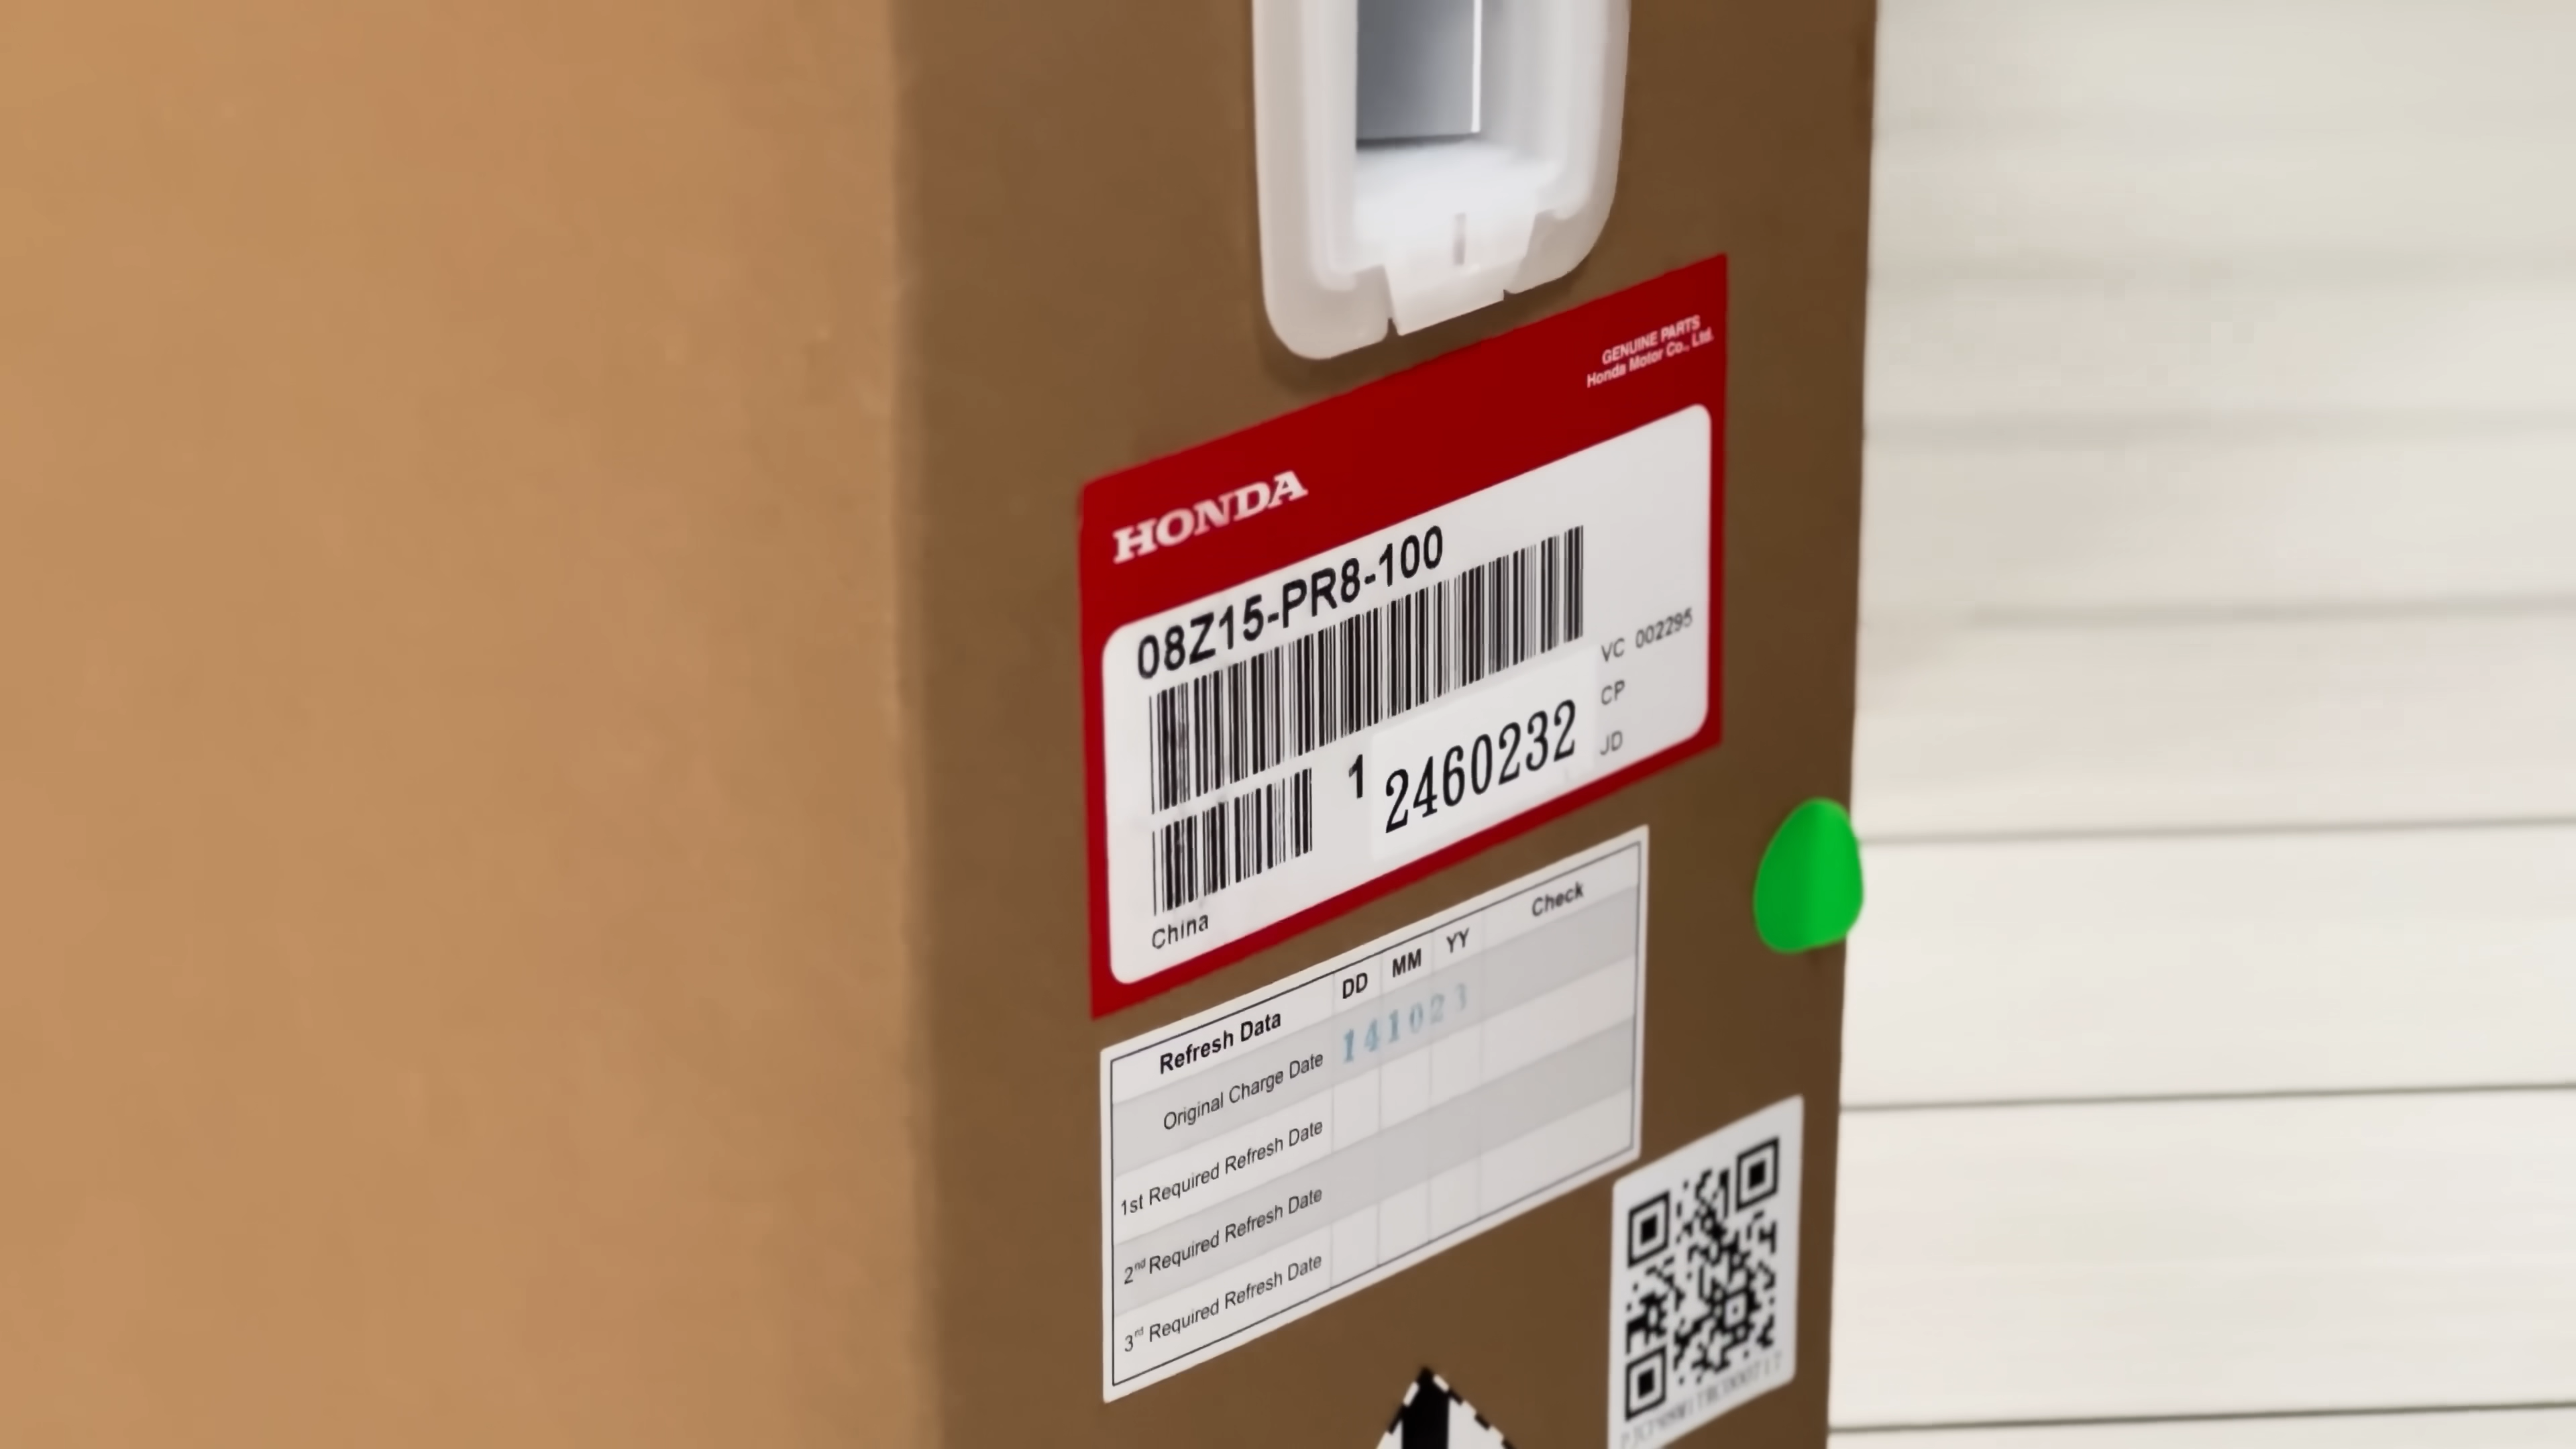 GENUINE PARTS
Honda Motor Co., Ltd.
HONDA
08Z15-PR8-100
VC 002295
CP
JD
1 2460232
China
Refresh Data DD MM YY Check
Original Charge Date 141023
1st Required Refresh Date
2nd Required Refresh Date
3rd Required Refresh Date